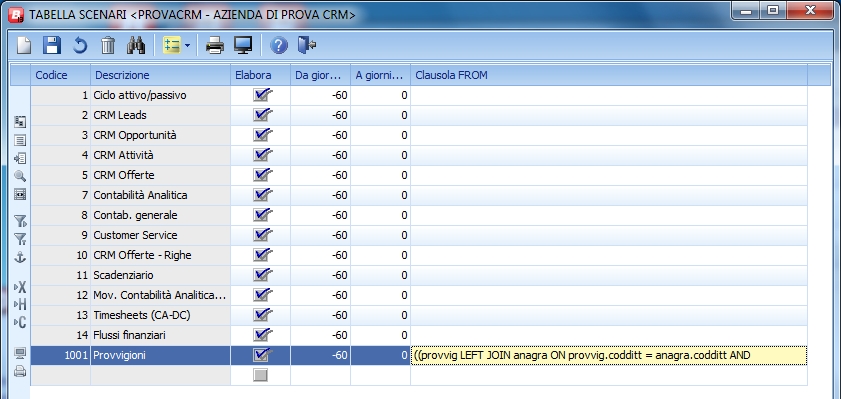 TABELLA SCENARI <PROVACRM - AZIENDA DI PROVA CRM>
Codice Descrizione Elabora Da gior... A giorni... Clausola FROM
1 Ciclo attivo/passivo -60 0
2 CRM Leads -60 0
3 CRM Opportunità -60 0
4 CRM Attività -60 0
5 CRM Offerte -60 0
7 Contabilità Analitica -60 0
8 Contab. generale -60 0
9 Customer Service -60 0
10 CRM Offerte - Righe -60 0
11 Scadenziario -60 0
12 Mov. Contabilità Analitica... -60 0
13 Timesheets (CA-DC) -60 0
14 Flussi finanziari -60 0
1001 Provvigioni -60 0 ((provvig LEFT JOIN anagra ON provvig.codditt = anagra.codditt AND
X
H
C